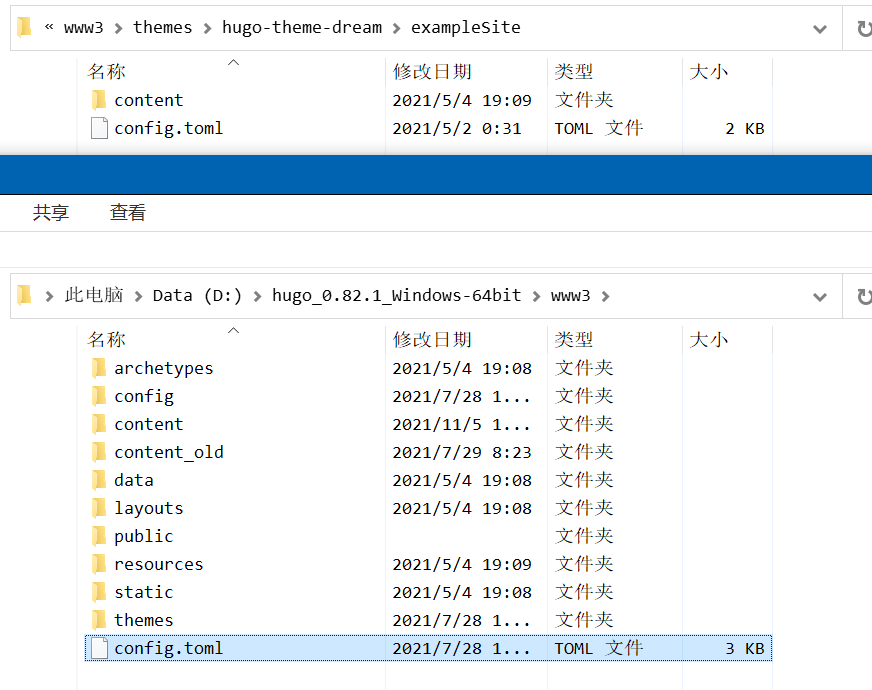 « www3 > themes > hugo-theme-dream > exampleSite
名称 修改日期 类型 大小
content 2021/5/4 19:09 文件夹
config.toml 2021/5/2 0:31 TOML 文件 2 KB
共享 查看
> 此电脑 > Data (D:) > hugo_0.82.1_Windows-64bit > www3 >
名称 修改日期 类型 大小
archetypes 2021/5/4 19:08 文件夹
config 2021/7/28 1... 文件夹
content 2021/11/5 1... 文件夹
content_old 2021/7/29 8:23 文件夹
data 2021/5/4 19:08 文件夹
layouts 2021/5/4 19:08 文件夹
public 文件夹
resources 2021/5/4 19:09 文件夹
static 2021/5/4 19:08 文件夹
themes 2021/7/28 1... 文件夹
config.toml 2021/7/28 1... TOML 文件 3 KB